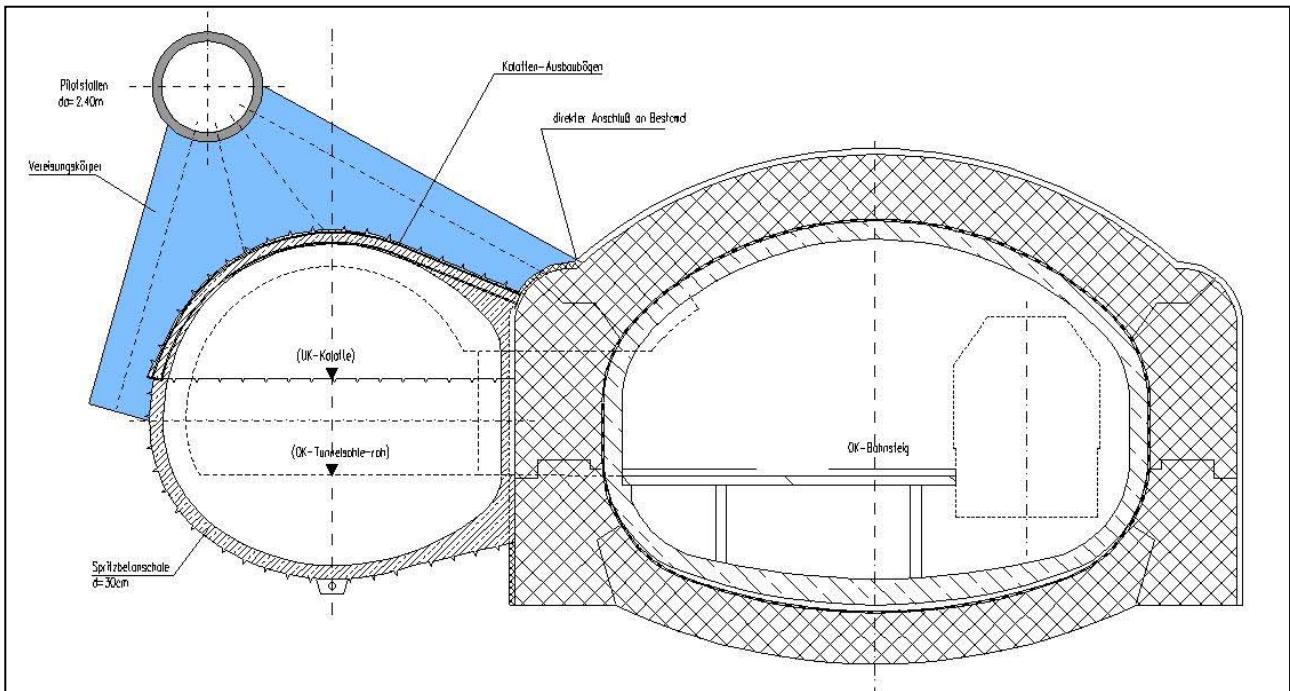 Pilotstollen
da= 2.40m
Kalotten-Ausbaubögen
direkter Anschluß an Bestand
Vereisungskörper
(UK-Kalotte)
(OK-Tunnelsohle-roh)
OK-Bahnsteig
Spritzbetonschale
d=30cm